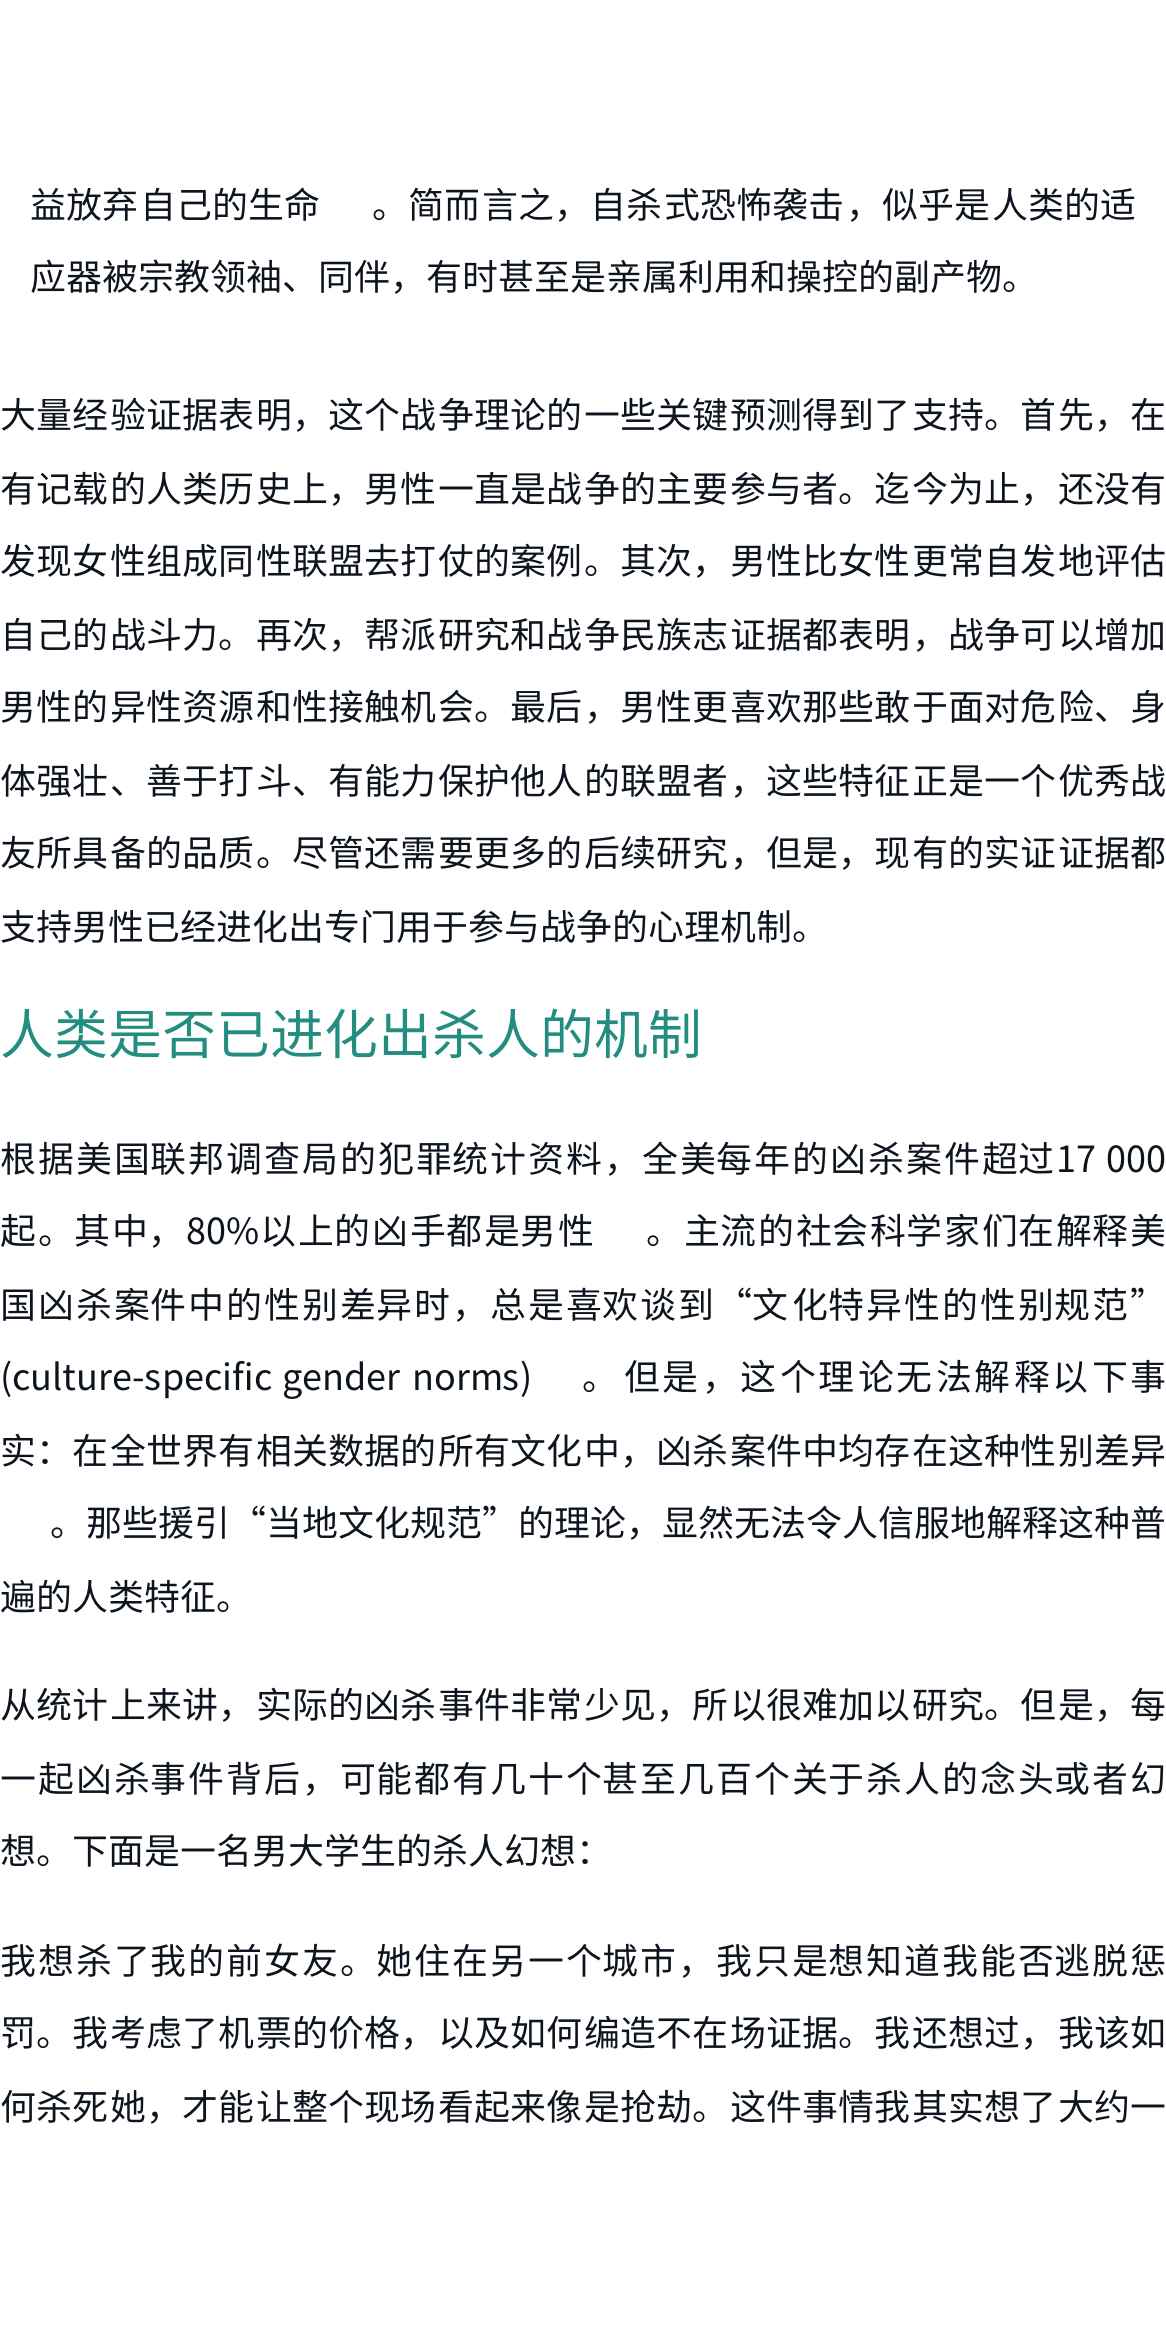 益放弃自己的生命 。简而言之，自杀式恐怖袭击，似乎是人类的适
应器被宗教领袖、同伴，有时甚至是亲属利用和操控的副产物。
大量经验证据表明，这个战争理论的一些关键预测得到了支持。首先，在
有记载的人类历史上，男性一直是战争的主要参与者。迄今为止，还没有
发现女性组成同性联盟去打仗的案例。其次，男性比女性更常自发地评估
自己的战斗力。再次，帮派研究和战争民族志证据都表明，战争可以增加
男性的异性资源和性接触机会。最后，男性更喜欢那些敢于面对危险、身
体强壮、善于打斗、有能力保护他人的联盟者，这些特征正是一个优秀战
友所具备的品质。尽管还需要更多的后续研究，但是，现有的实证证据都
支持男性已经进化出专门用于参与战争的心理机制。
人类是否已进化出杀人的机制
根据美国联邦调查局的犯罪统计资料，全美每年的凶杀案件超过17 000
起。其中，80%以上的凶手都是男性 。主流的社会科学家们在解释美
国凶杀案件中的性别差异时，总是喜欢谈到“文化特异性的性别规范”
(culture-specific gender norms) 。但是，这个理论无法解释以下事
实：在全世界有相关数据的所有文化中，凶杀案件中均存在这种性别差异
。那些援引“当地文化规范”的理论，显然无法令人信服地解释这种普
遍的人类特征。
从统计上来讲，实际的凶杀事件非常少见，所以很难加以研究。但是，每
一起凶杀事件背后，可能都有几十个甚至几百个关于杀人的念头或者幻
想。下面是一名男大学生的杀人幻想：
我想杀了我的前女友。她住在另一个城市，我只是想知道我能否逃脱惩
罚。我考虑了机票的价格，以及如何编造不在场证据。我还想过，我该如
何杀死她，才能让整个现场看起来像是抢劫。这件事情我其实想了大约一